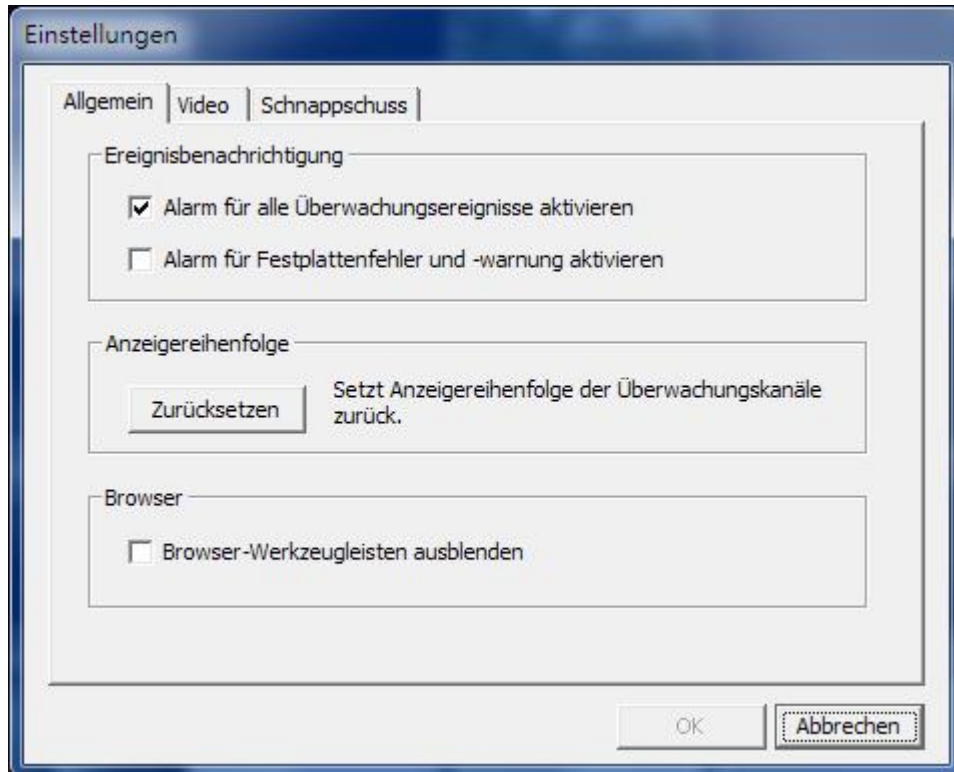 Einstellungen
Allgemein Video Schnappschuss
Ereignisbenachrichtigung
Alarm für alle Überwachungsereignisse aktivieren
Alarm für Festplattenfehler und -warnung aktivieren
Anzeigereihenfolge
Zurücksetzen
Setzt Anzeigereihenfolge der Überwachungskanäle
zurück.
Browser
Browser-Werkzeugleisten ausblenden
OK Abbrechen